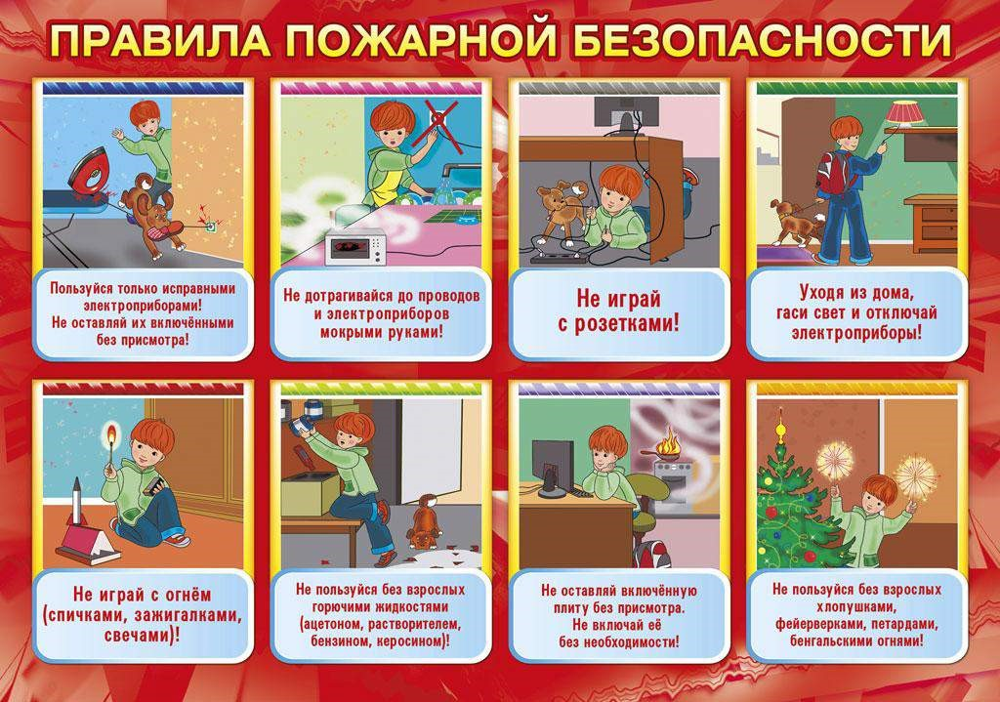 ПРАВИЛА ПОЖАРНОЙ БЕЗОПАСНОСТИ
Пользуйся только исправными
электроприборами!
Не оставляй их включёнными
без присмотра!
Не дотрагивайся до проводов
и электроприборов
мокрыми руками!
Не играй
с розетками!
Уходя из дома,
гаси свет и отключай
электроприборы!
Не играй с огнём
(спичками, зажигалками,
свечами)!
Не пользуйся без взрослых
горючими жидкостями
(ацетоном, растворителем,
бензином, керосином)!
Не оставляй включённую
плиту без присмотра.
Не включай её
без необходимости!
Не пользуйся без взрослых
хлопушками,
фейерверками, петардами,
бенгальскими огнями!